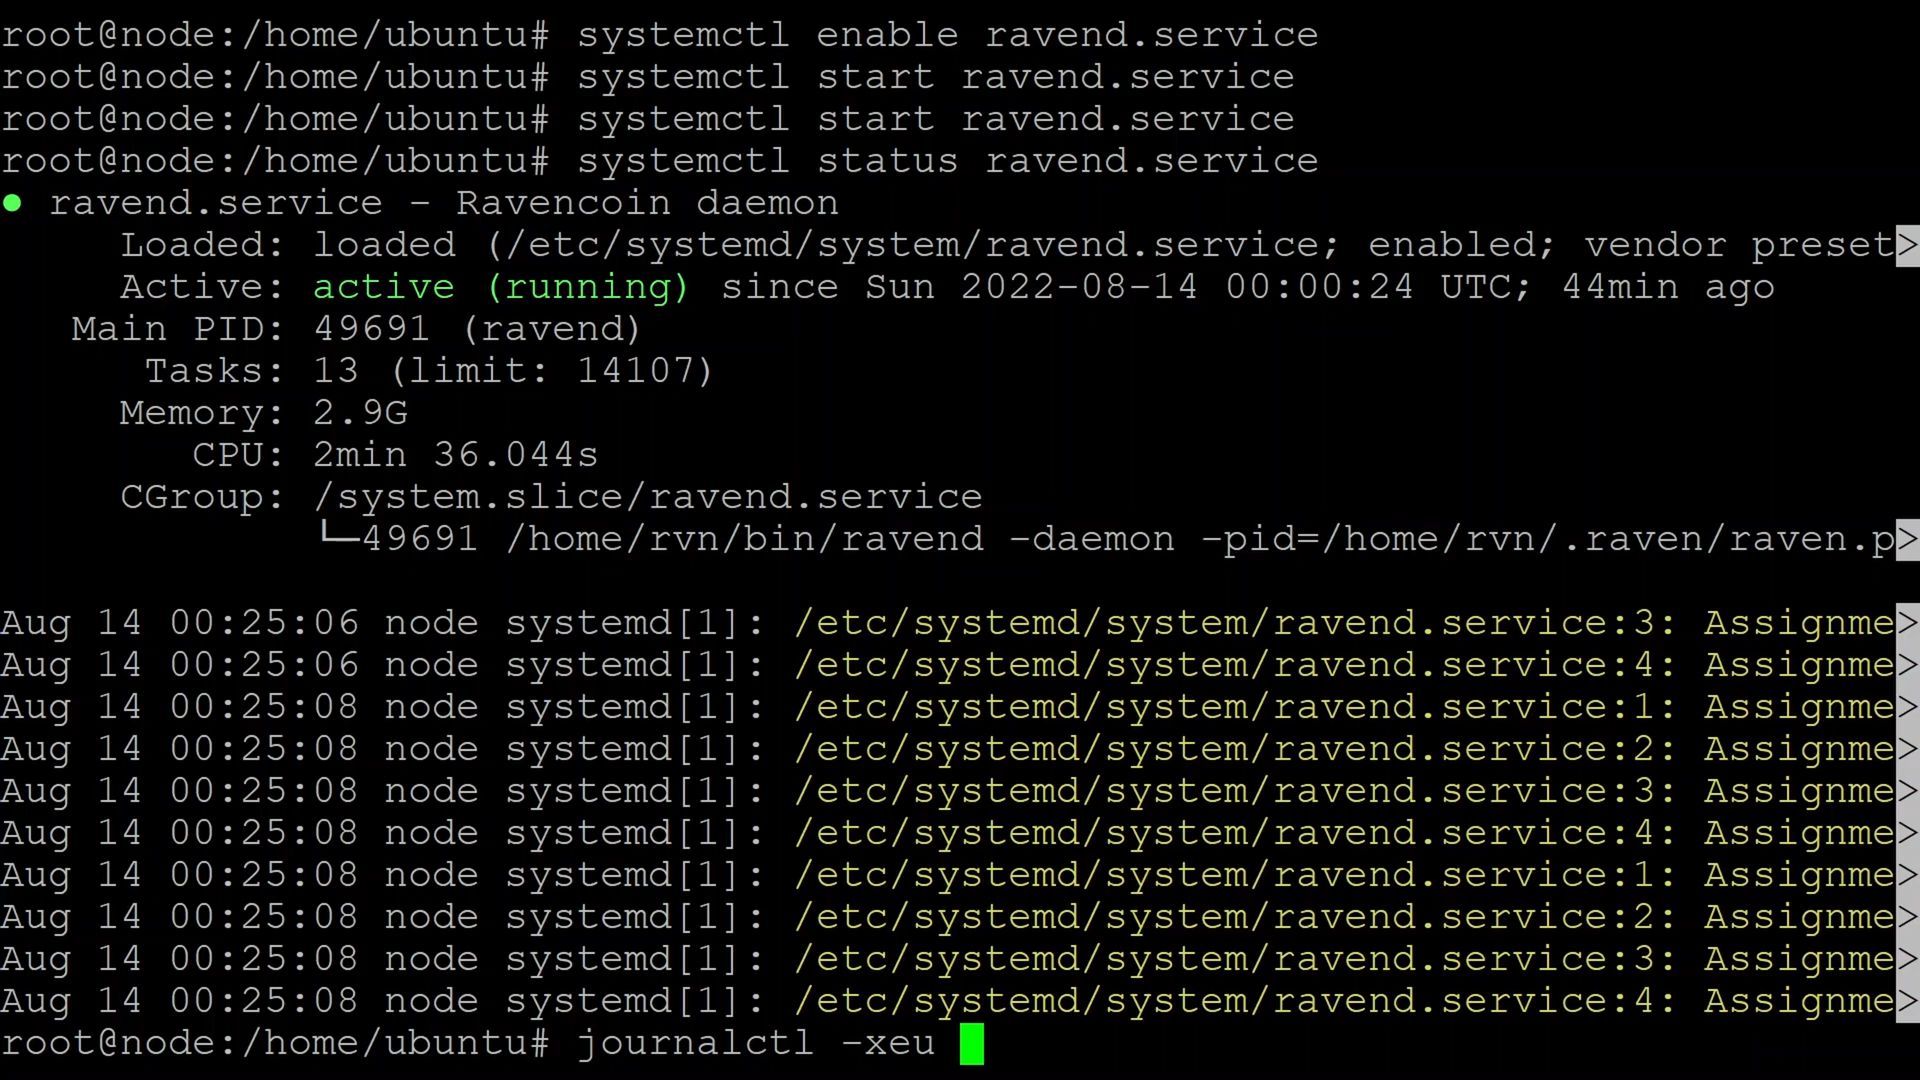 root@node:/home/ubuntu# systemctl enable ravend.service
root@node:/home/ubuntu# systemctl start ravend.service
root@node:/home/ubuntu# systemctl start ravend.service
root@node:/home/ubuntu# systemctl status ravend.service
● ravend.service - Ravencoin daemon
     Loaded: loaded (/etc/systemd/system/ravend.service; enabled; vendor preset>
     Active: active (running) since Sun 2022-08-14 00:00:24 UTC; 44min ago
   Main PID: 49691 (ravend)
      Tasks: 13 (limit: 14107)
     Memory: 2.9G
        CPU: 2min 36.044s
     CGroup: /system.slice/ravend.service
             └─49691 /home/rvn/bin/ravend -daemon -pid=/home/rvn/.raven/raven.p>
Aug 14 00:25:06 node systemd[1]: /etc/systemd/system/ravend.service:3: Assignme>
Aug 14 00:25:06 node systemd[1]: /etc/systemd/system/ravend.service:4: Assignme>
Aug 14 00:25:08 node systemd[1]: /etc/systemd/system/ravend.service:1: Assignme>
Aug 14 00:25:08 node systemd[1]: /etc/systemd/system/ravend.service:2: Assignme>
Aug 14 00:25:08 node systemd[1]: /etc/systemd/system/ravend.service:3: Assignme>
Aug 14 00:25:08 node systemd[1]: /etc/systemd/system/ravend.service:4: Assignme>
Aug 14 00:25:08 node systemd[1]: /etc/systemd/system/ravend.service:1: Assignme>
Aug 14 00:25:08 node systemd[1]: /etc/systemd/system/ravend.service:2: Assignme>
Aug 14 00:25:08 node systemd[1]: /etc/systemd/system/ravend.service:3: Assignme>
Aug 14 00:25:08 node systemd[1]: /etc/systemd/system/ravend.service:4: Assignme>
root@node:/home/ubuntu# journalctl -xeu